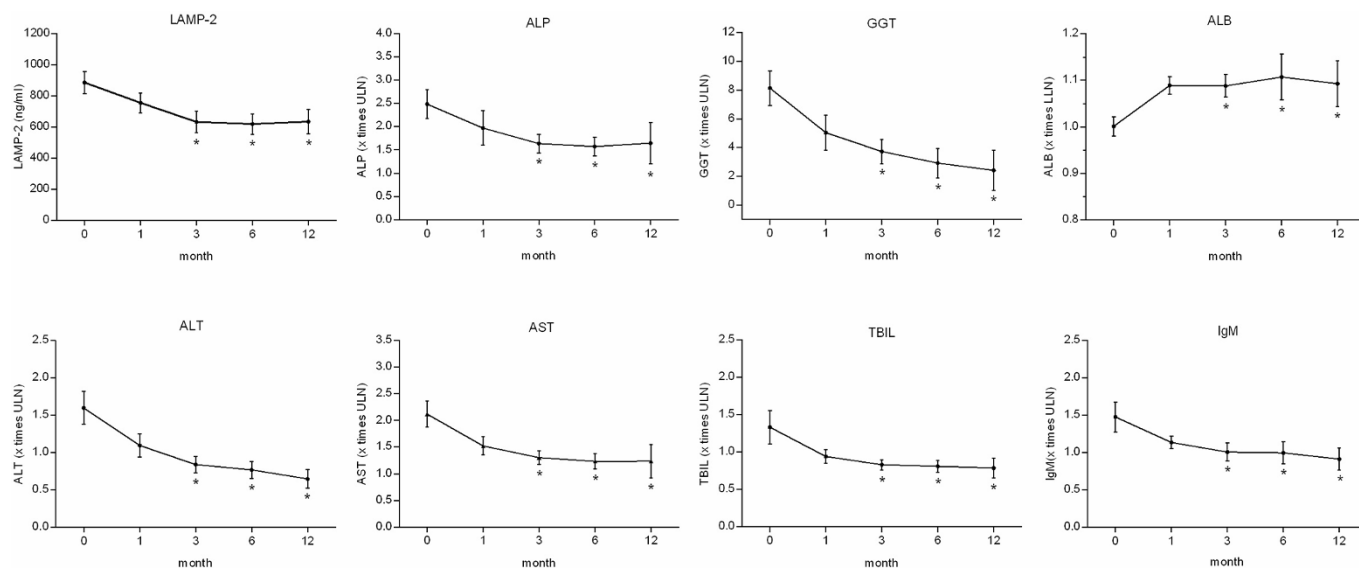 LAMP-2
1200
1000
800
600
400
200
0
LAMP-2 (ng/ml)
* * *
0 1 3 6 12
month
ALP
4.0
3.5
3.0
2.5
2.0
1.5
1.0
0.5
0.0
ALP (x times ULN)
* * *
0 1 3 6 12
month
GGT
12
10
8
6
4
2
0
GGT (x times ULN)
* * *
0 1 3 6 12
month
ALB
1.2
1.1
1.0
0.9
0.8
ALB (x times LLN)
* * *
0 1 3 6 12
month
ALT
2.5
2.0
1.5
1.0
0.5
0.0
ALT (x times ULN)
* * *
0 1 3 6 12
month
AST
3.5
3.0
2.5
2.0
1.5
1.0
0.5
0.0
AST (x times ULN)
* * *
0 1 3 6 12
month
TBIL
2.5
2.0
1.5
1.0
0.5
0.0
TBIL (x times ULN)
* * *
0 1 3 6 12
month
IgM
2.5
2.0
1.5
1.0
0.5
0.0
IgM(x times ULN)
* * *
0 1 3 6 12
month